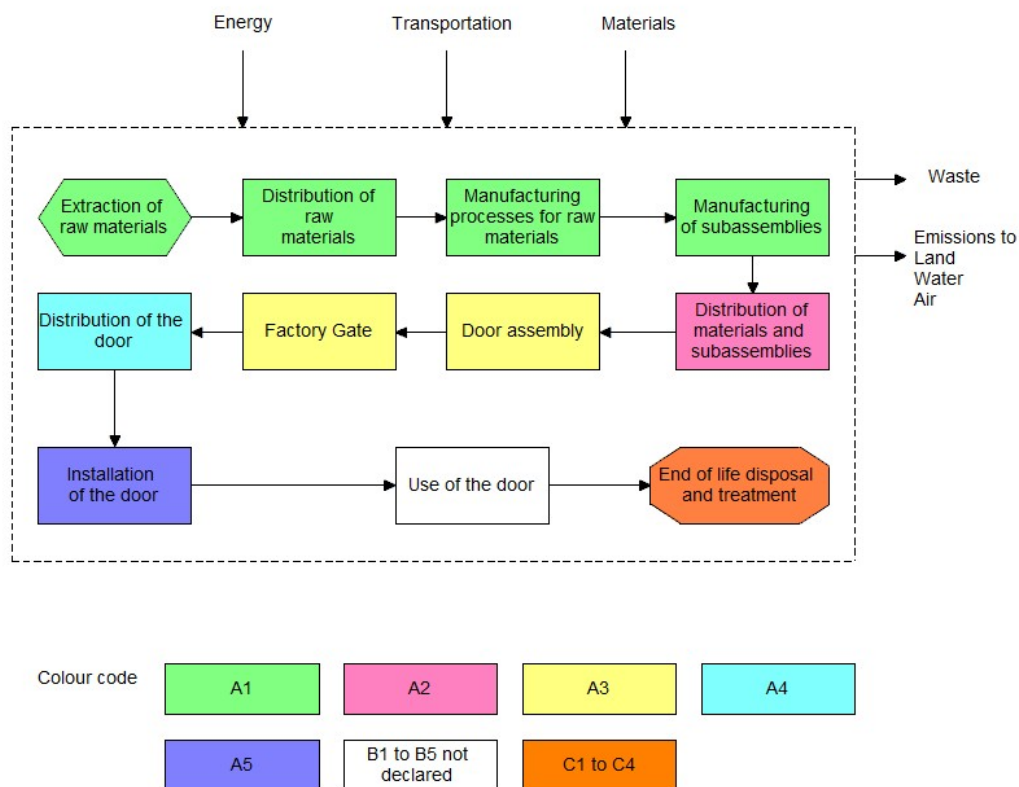 Energy
Transportation
Materials
Extraction of
raw materials
Distribution of
raw
materials
Manufacturing
processes for raw
materials
Manufacturing
of subassemblies
Waste
Emissions to
Land
Water
Air
Distribution of the
door
Factory Gate
Door assembly
Distribution of
materials and
subassemblies
Installation
of the door
Use of the door
End of life disposal
and treatment
Colour code
A1
A2
A3
A4
A5
B1 to B5 not
declared
C1 to C4